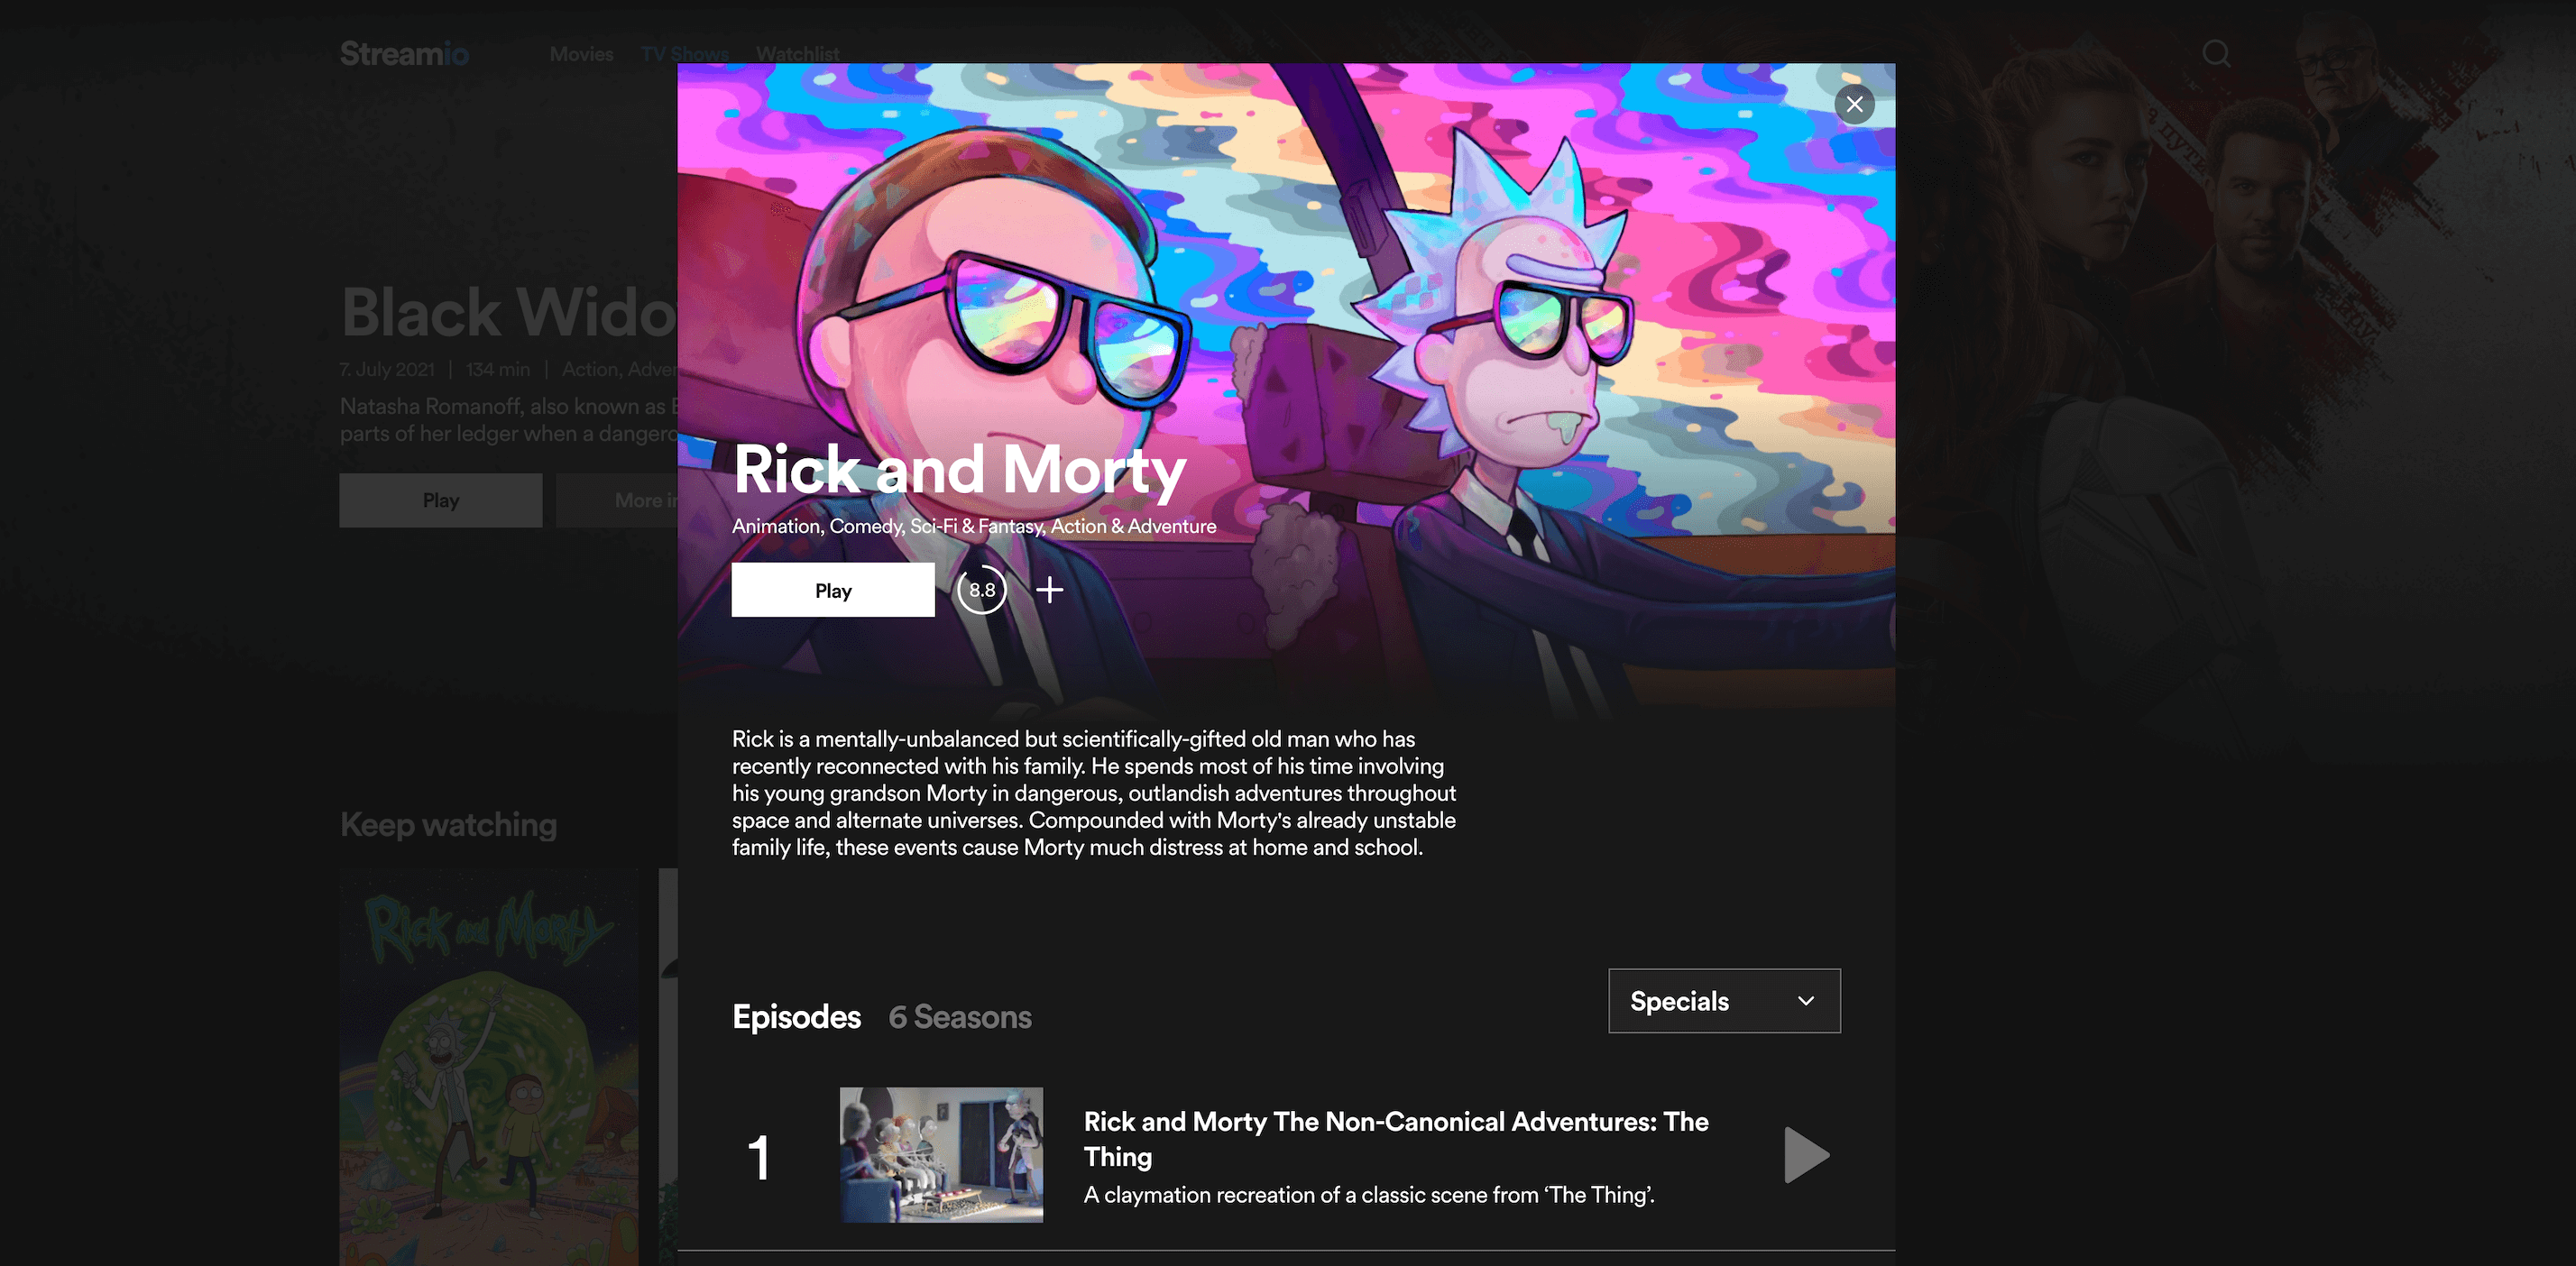 Streamio
Movies
TV Shows
Watchlist
Black
7. July 2021 | 134 min | Action,
Natasha Romanoff, also known as
parts of her ledger when a
Play
More
Keep watching
Rick and Morty
Rick and Morty
Animation, Comedy, Sci-Fi & Fantasy, Action & Adventure
Play
8.8
Rick is a mentally-unbalanced but scientifically-gifted old man who has
recently reconnected with his family. He spends most of his time involving
his young grandson Morty in dangerous, outlandish adventures throughout
space and alternate universes. Compounded with Morty's already unstable
family life, these events cause Morty much distress at home and school.
Episodes
6 Seasons
Specials
1
Rick and Morty The Non-Canonical Adventures: The
Thing
A claymation recreation of a classic scene from ‘The Thing’.